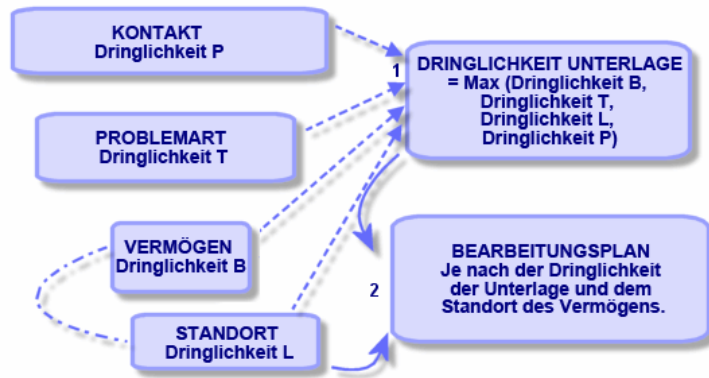 KONTAKT
Dringlichkeit P
1
DRINGLICHKEIT UNTERLAGE
= Max (Dringlichkeit B,
Dringlichkeit T,
Dringlichkeit L,
Dringlichkeit P)
PROBLEMART
Dringlichkeit T
VERMÖGEN
Dringlichkeit B
2
BEARBEITUNGSPLAN
Je nach der Dringlichkeit
der Unterlage und dem
Standort des Vermögens.
STANDORT
Dringlichkeit L